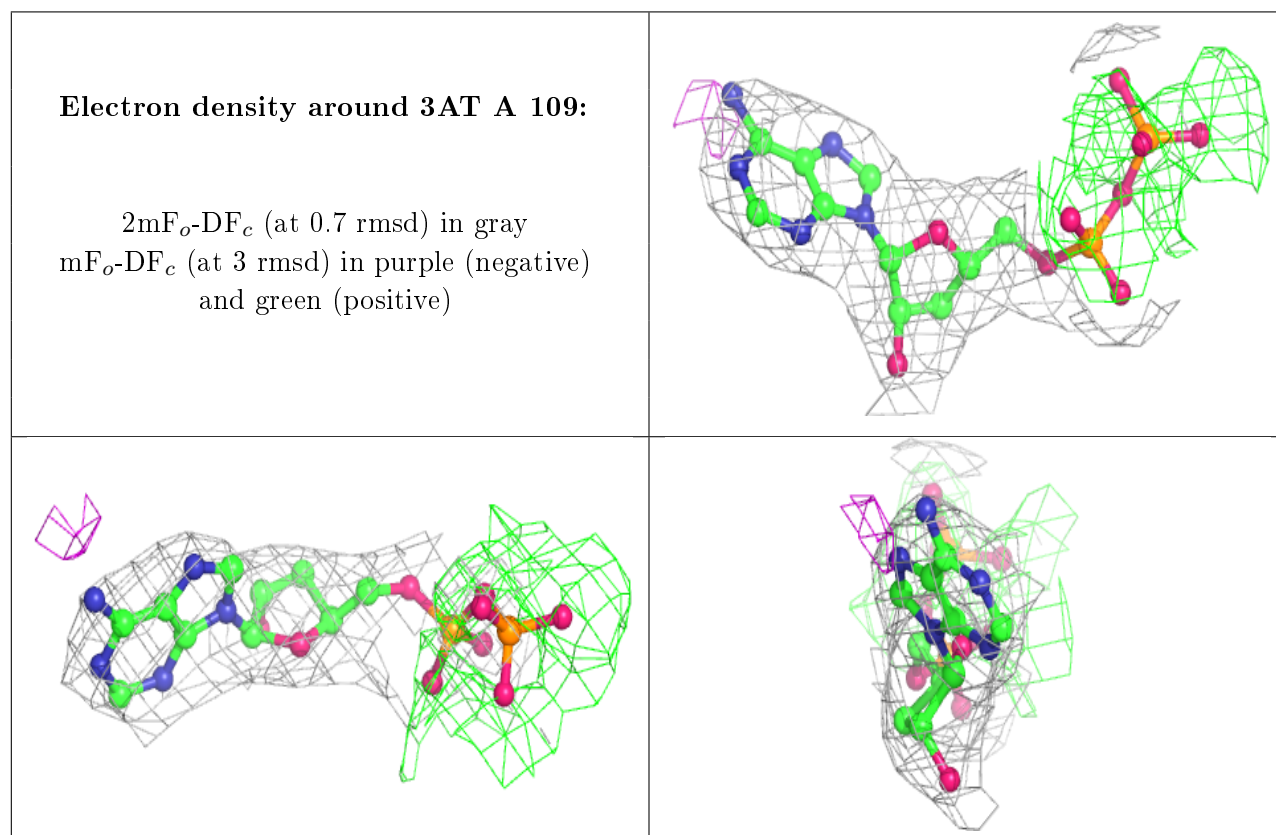 Electron density around 3AT A 109:
2mFo-DFc (at 0.7 rmsd) in gray
mFo-DFc (at 3 rmsd) in purple (negative)
and green (positive)